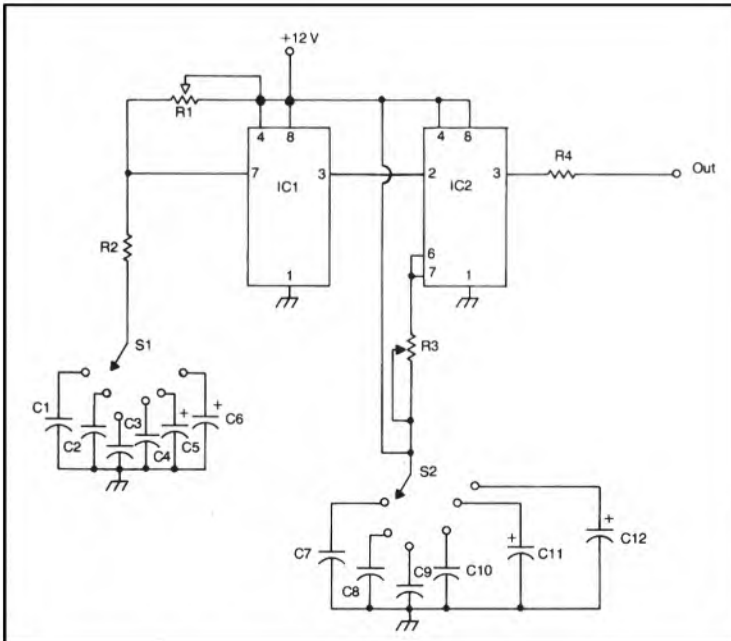 +12 V
R1
4
8
4
8
7
IC1
3
2
IC2
3
R4
Out
R2
6
7
1
1
R3
S1
C1
C2
C3
C4
C5
+
C6
+
S2
C7
C8
C9
C10
+
C11
+
C12